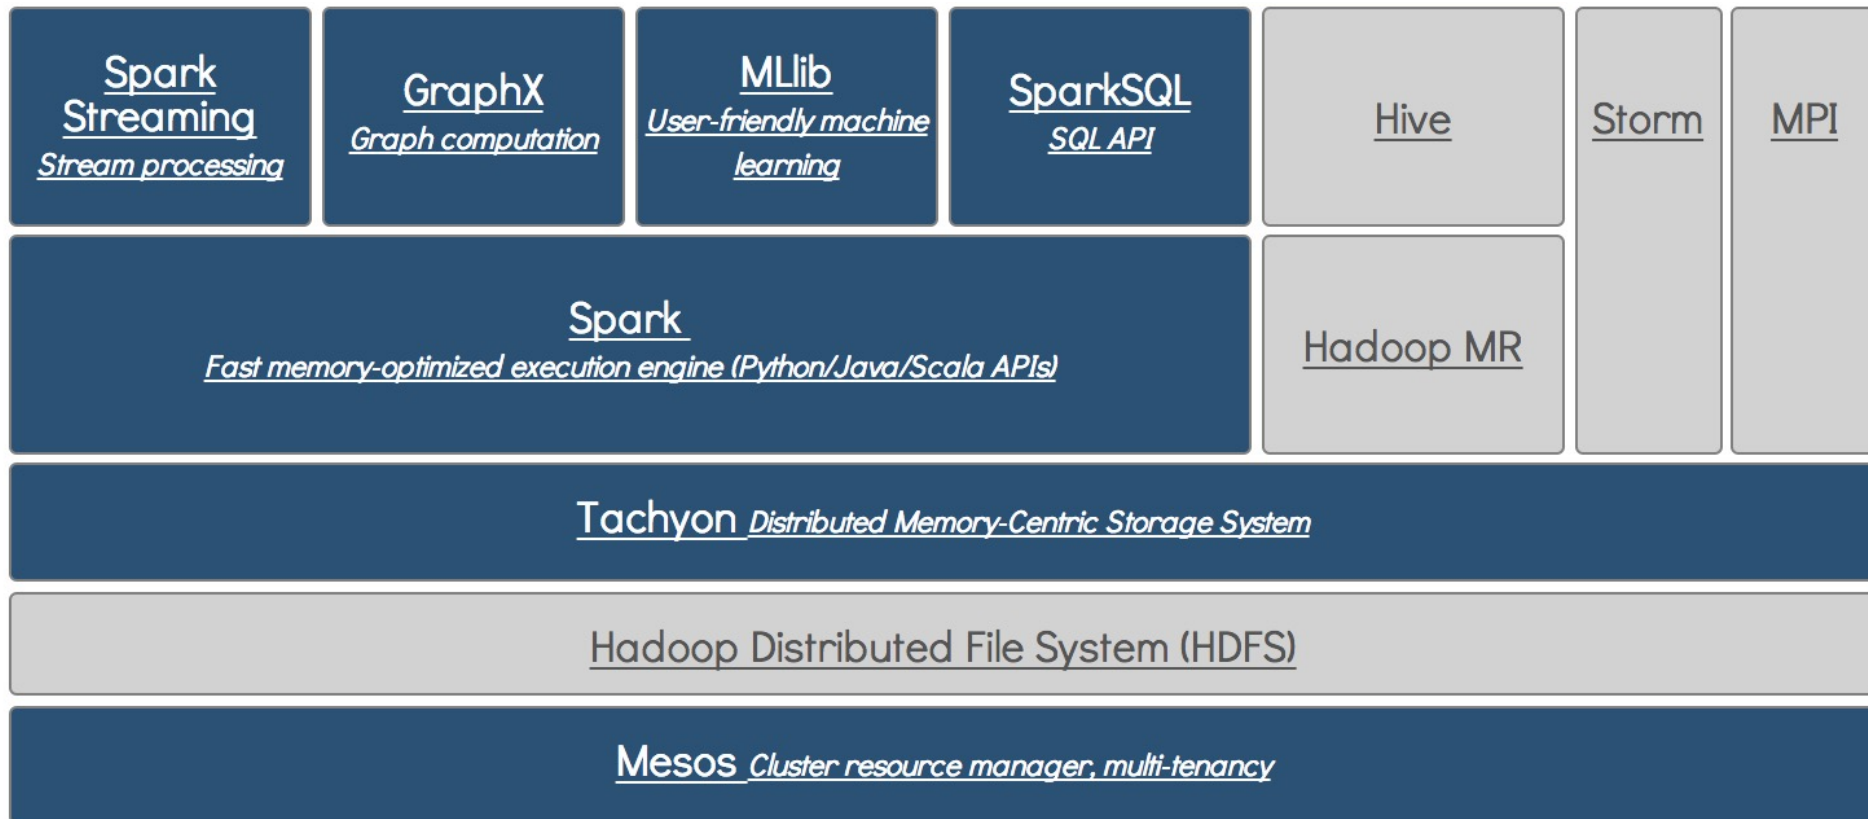 Spark
Streaming
Stream processing
GraphX
Graph computation
MLlib
User-friendly machine
learning
SparkSQL
SQL API
Hive
Storm
MPI
Spark
Fast memory-optimized execution engine (Python/Java/Scala APIs)
Hadoop MR
Tachyon Distributed Memory-Centric Storage System
Hadoop Distributed File System (HDFS)
Mesos Cluster resource manager, multi-tenancy